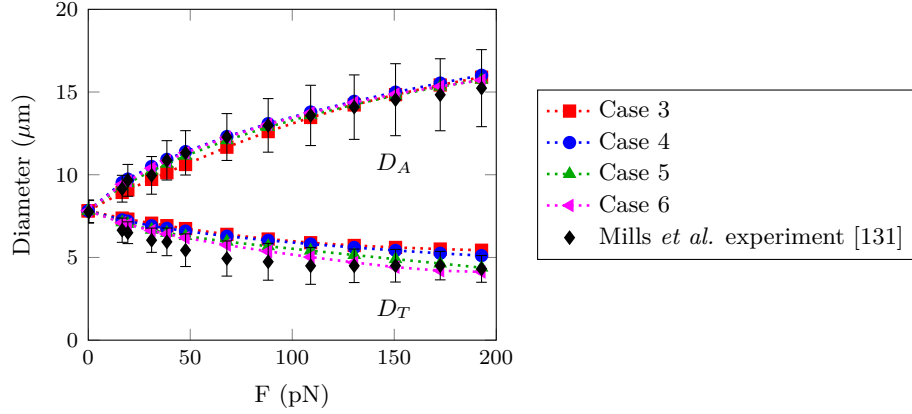 20
15
10
5
0
0
50
100
150
200
Diameter (μm)
F (pN)
D_A
D_T
Case 3
Case 4
Case 5
Case 6
Mills et al. experiment [131]